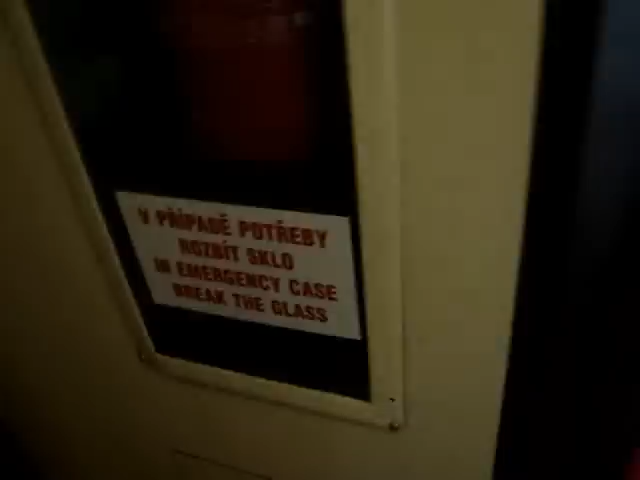 V PŘÍPADĚ POTŘEBY
ROZBÍT SKLO
IN EMERGENCY CASE
BREAK THE GLASS